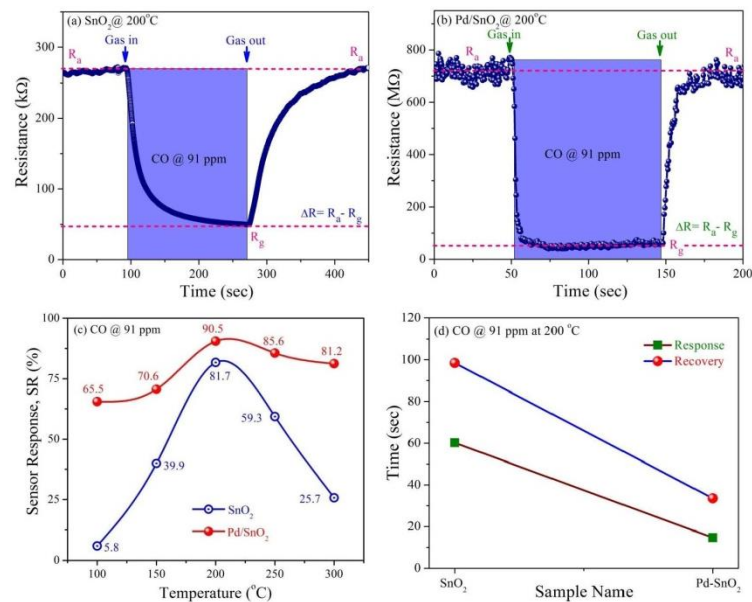 (a) SnO₂@ 200°C
Gas in
Gas out
Rₐ
Rₐ
CO @ 91 ppm
ΔR= Rₐ- R_g
R_g
Resistance (kΩ)
300
250
200
150
100
50
0
0 100 200 300 400
Time (sec)
(b) Pd/SnO₂@ 200°C
Gas in
Gas out
Rₐ
Rₐ
CO @ 91 ppm
ΔR= Rₐ- R_g
R_g
Resistance (MΩ)
800
600
400
200
0
0 50 100 150 200
Time (sec)
(c) CO @ 91 ppm
90.5
85.6
81.2
65.5
70.6
81.7
59.3
39.9
25.7
5.8
SnO₂
Pd/SnO₂
Sensor Response, SR (%)
100
75
50
25
0
100 150 200 250 300
Temperature (°C)
(d) CO @ 91 ppm at 200 °C
Response
Recovery
Time (sec)
120
100
80
60
40
20
0
SnO₂ Pd-SnO₂
Sample Name